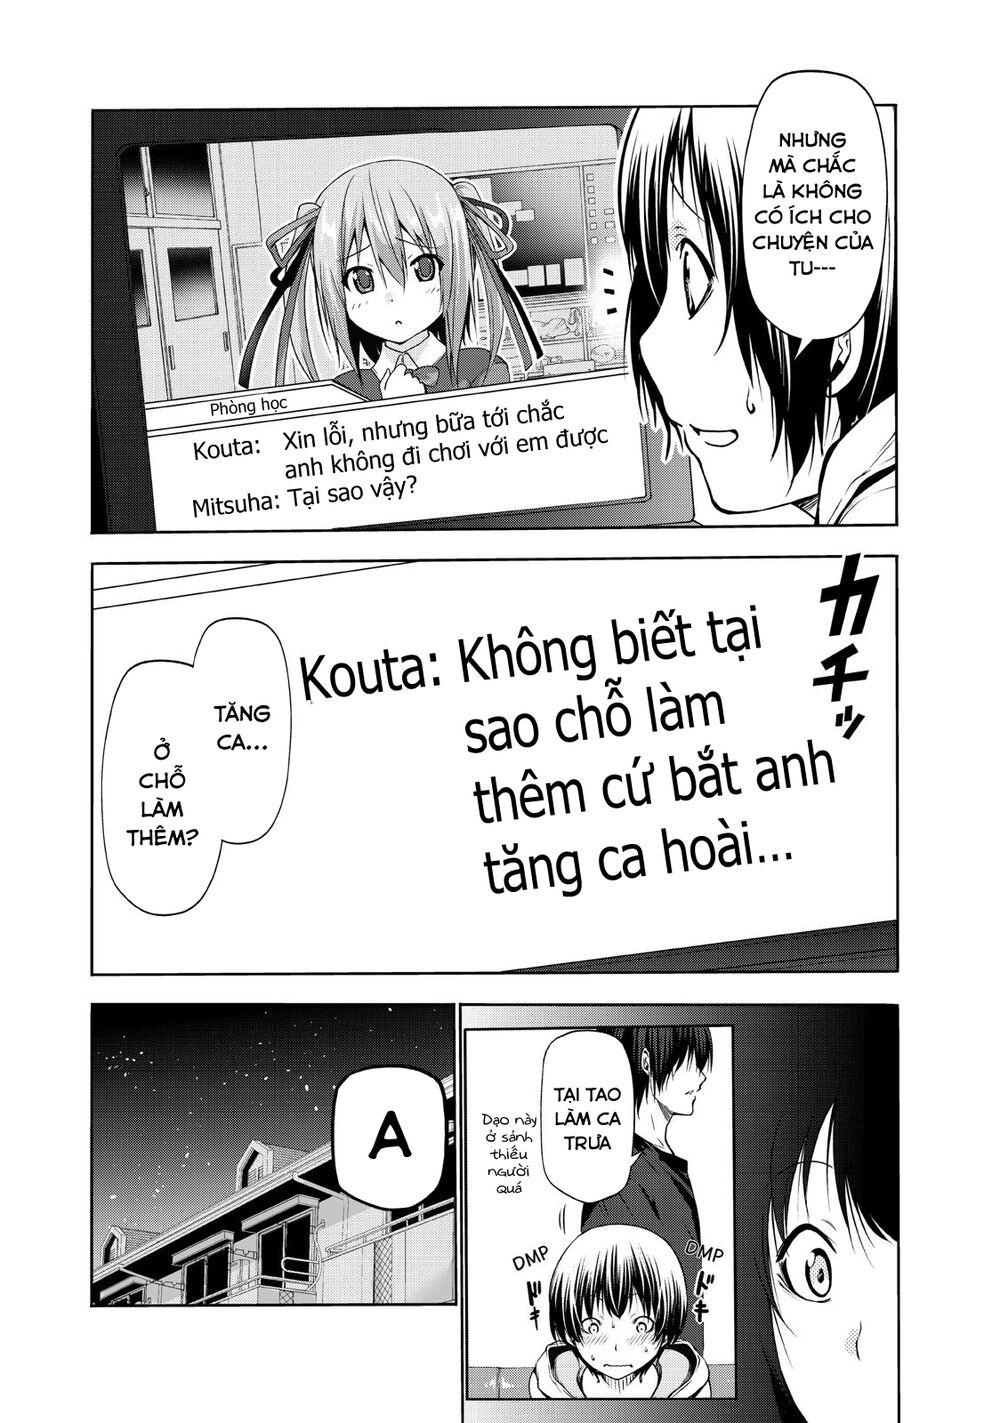 NHƯNG
MÀ CHẮC
LÀ KHÔNG
CÓ ÍCH CHO
CHUYỆN CỦA
TU---
Phòng học
Kouta: Xin lỗi, nhưng bữa tới chắc
anh không đi chơi với em được
Mitsuha: Tại sao vậy?
ガチッ
Kouta: Không biết tại
sao chỗ làm
thêm cứ bắt anh
tăng ca hoài...
TĂNG
CA...
Ở
CHỖ
LÀM
THÊM?
TẠI TAO
LÀM CA
TRƯA
Dạo này
ở sảnh
thiếu
người
quá
DMP
ドキ
DMP
ドキ
A